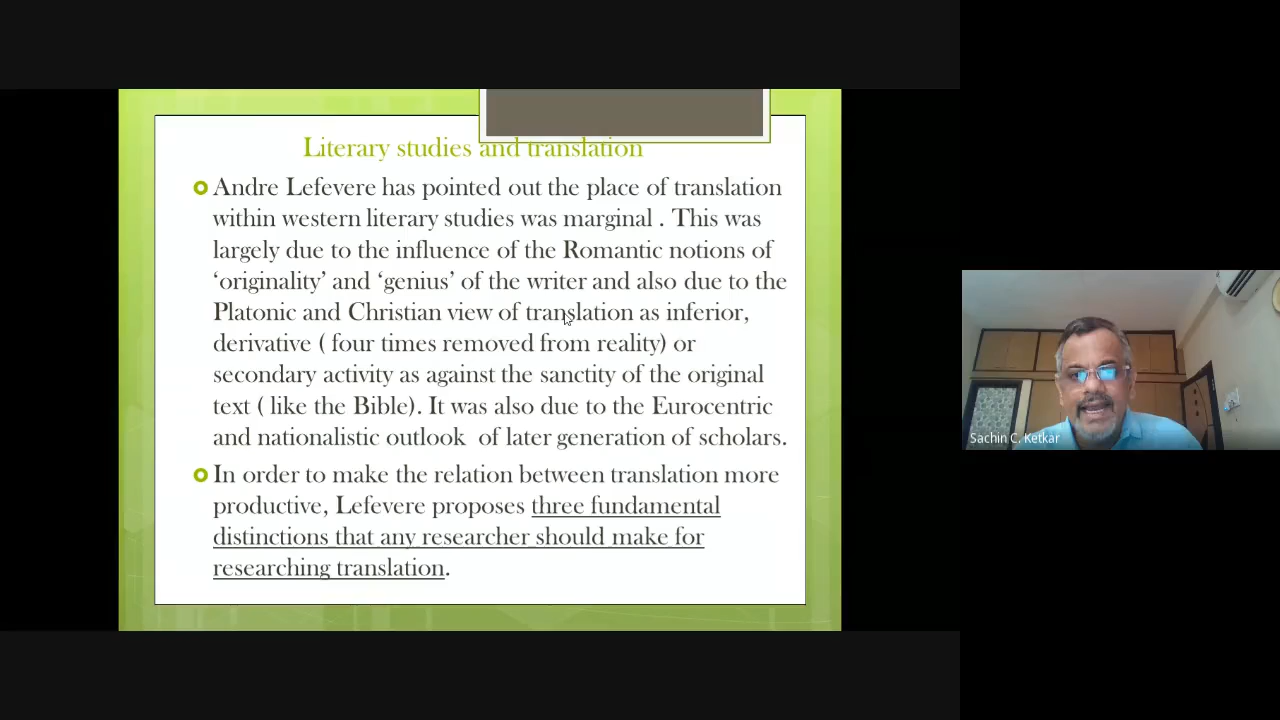 Literary studies and translation
Andre Lefevere has pointed out the place of translation
within western literary studies was marginal . This was
largely due to the influence of the Romantic notions of
‘originality’ and ‘genius’ of the writer and also due to the
Platonic and Christian view of translation as inferior,
derivative ( four times removed from reality) or
secondary activity as against the sanctity of the original
text ( like the Bible). It was also due to the Eurocentric
and nationalistic outlook of later generation of scholars.
In order to make the relation between translation more
productive, Lefevere proposes three fundamental
distinctions that any researcher should make for
researching translation.
Sachin C. Ketkar